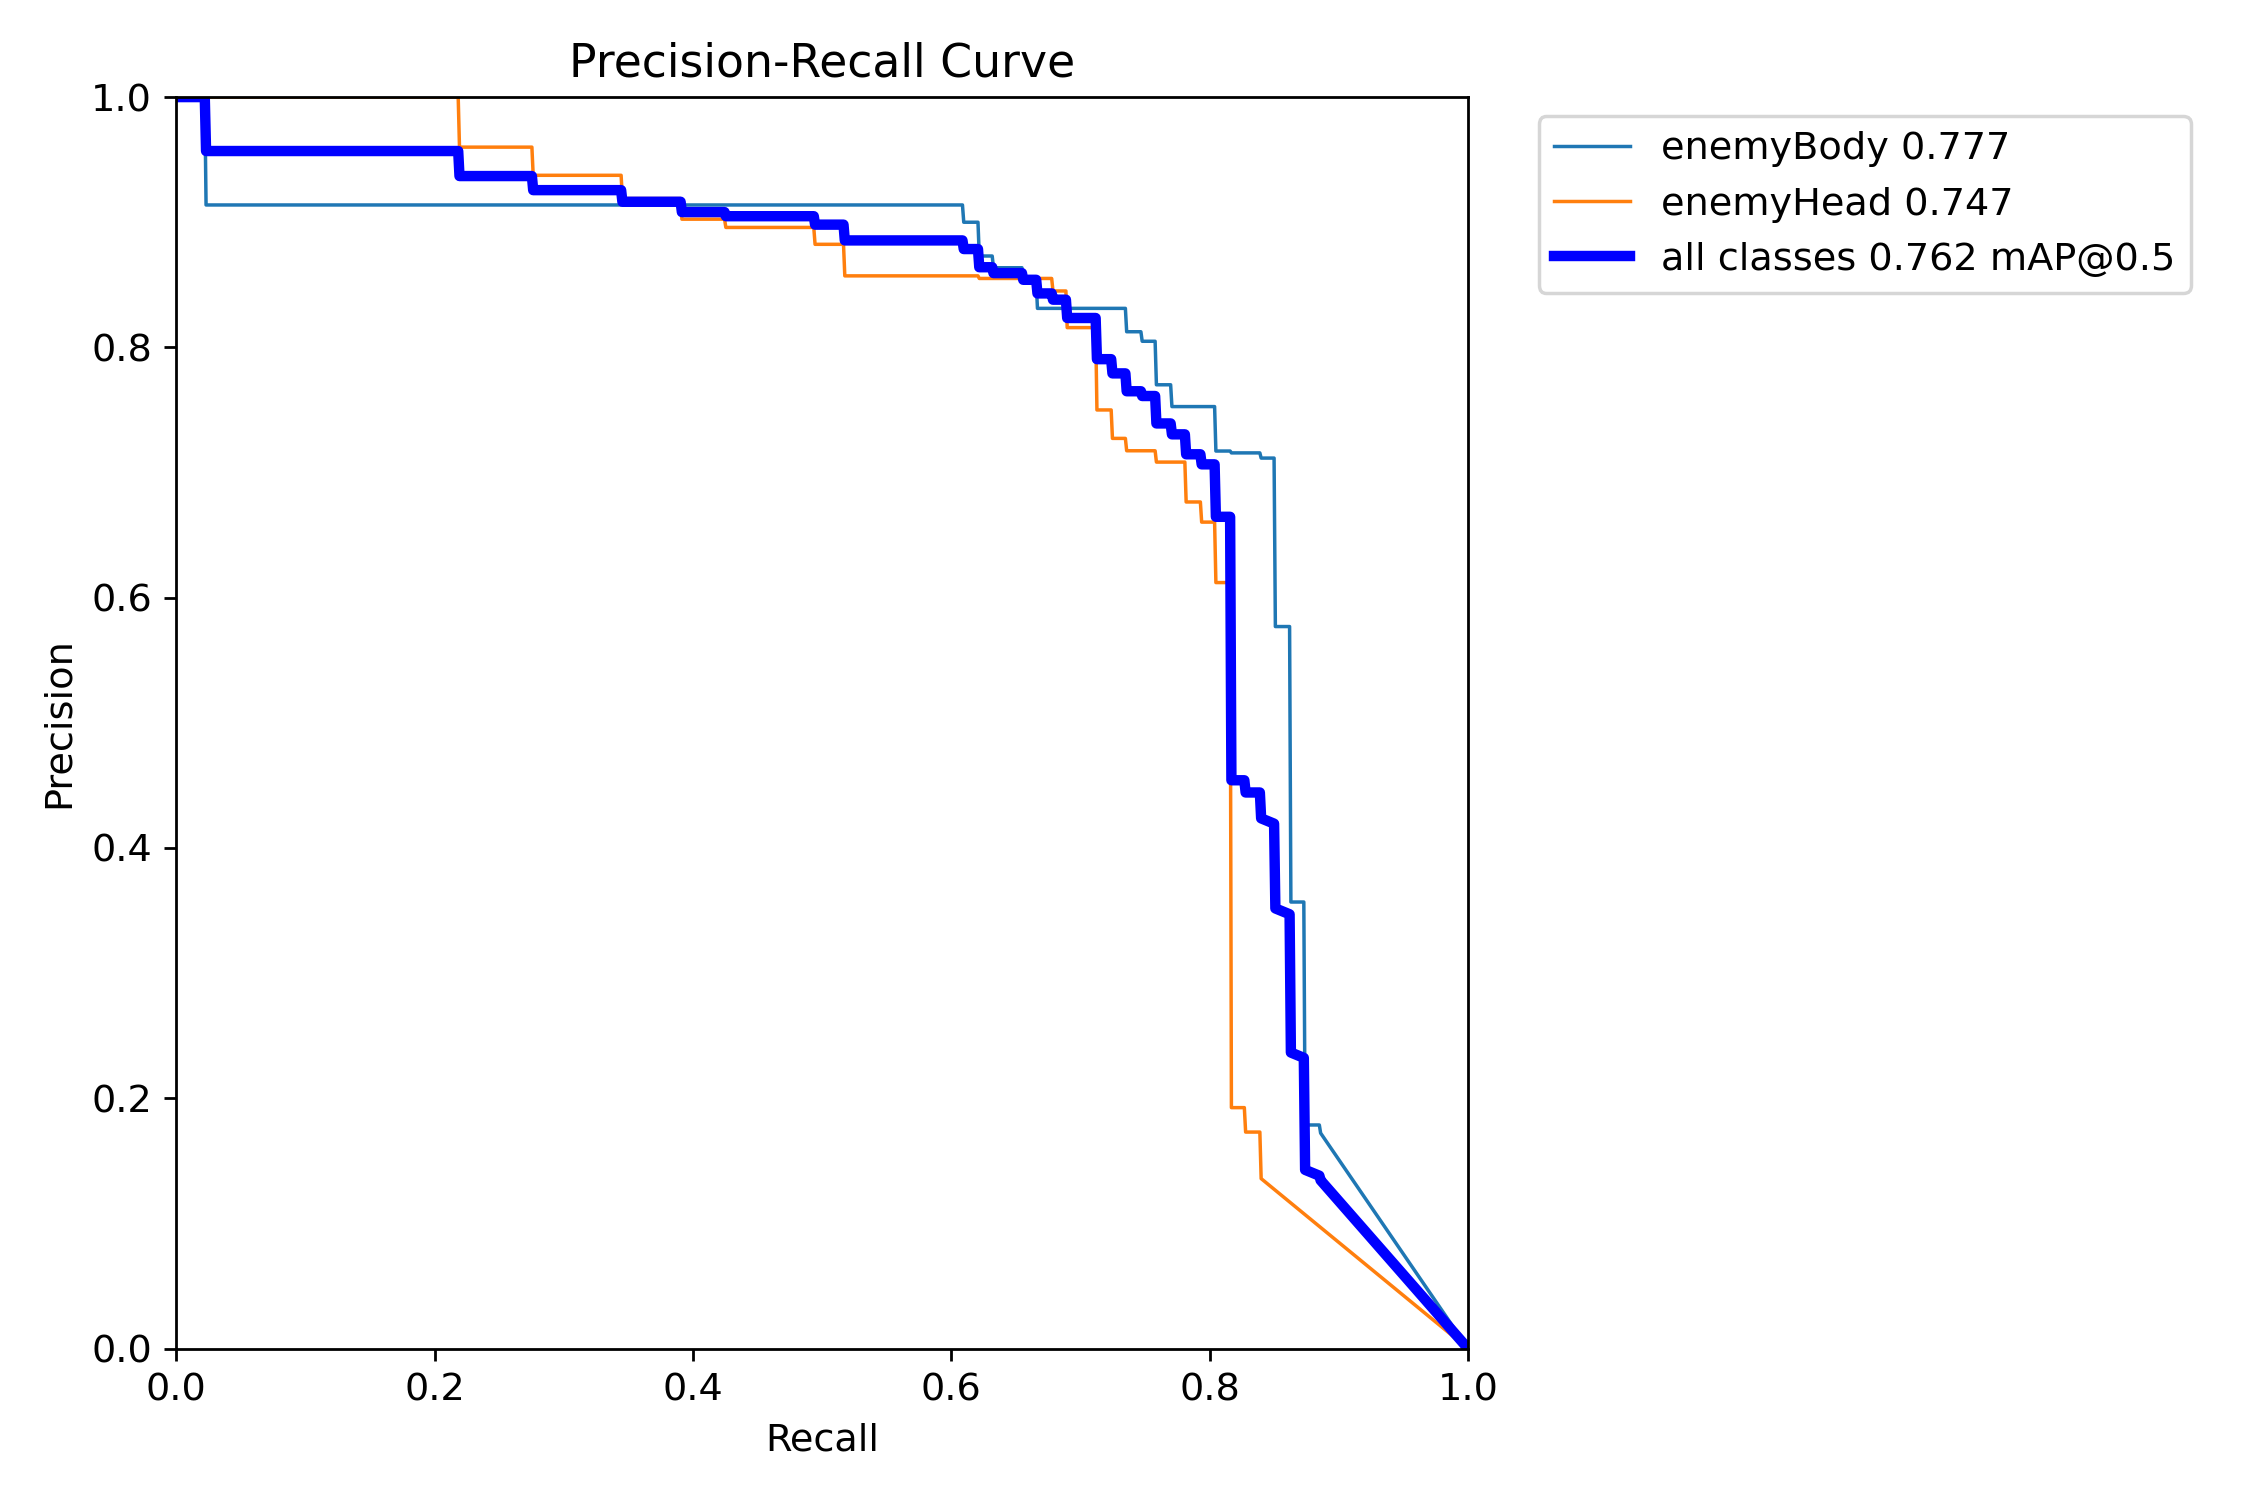 Precision-Recall Curve
1.0
0.8
0.6
0.4
0.2
0.0
Precision
0.0 0.2 0.4 0.6 0.8 1.0
Recall
enemyBody 0.777
enemyHead 0.747
all classes 0.762 mAP@0.5